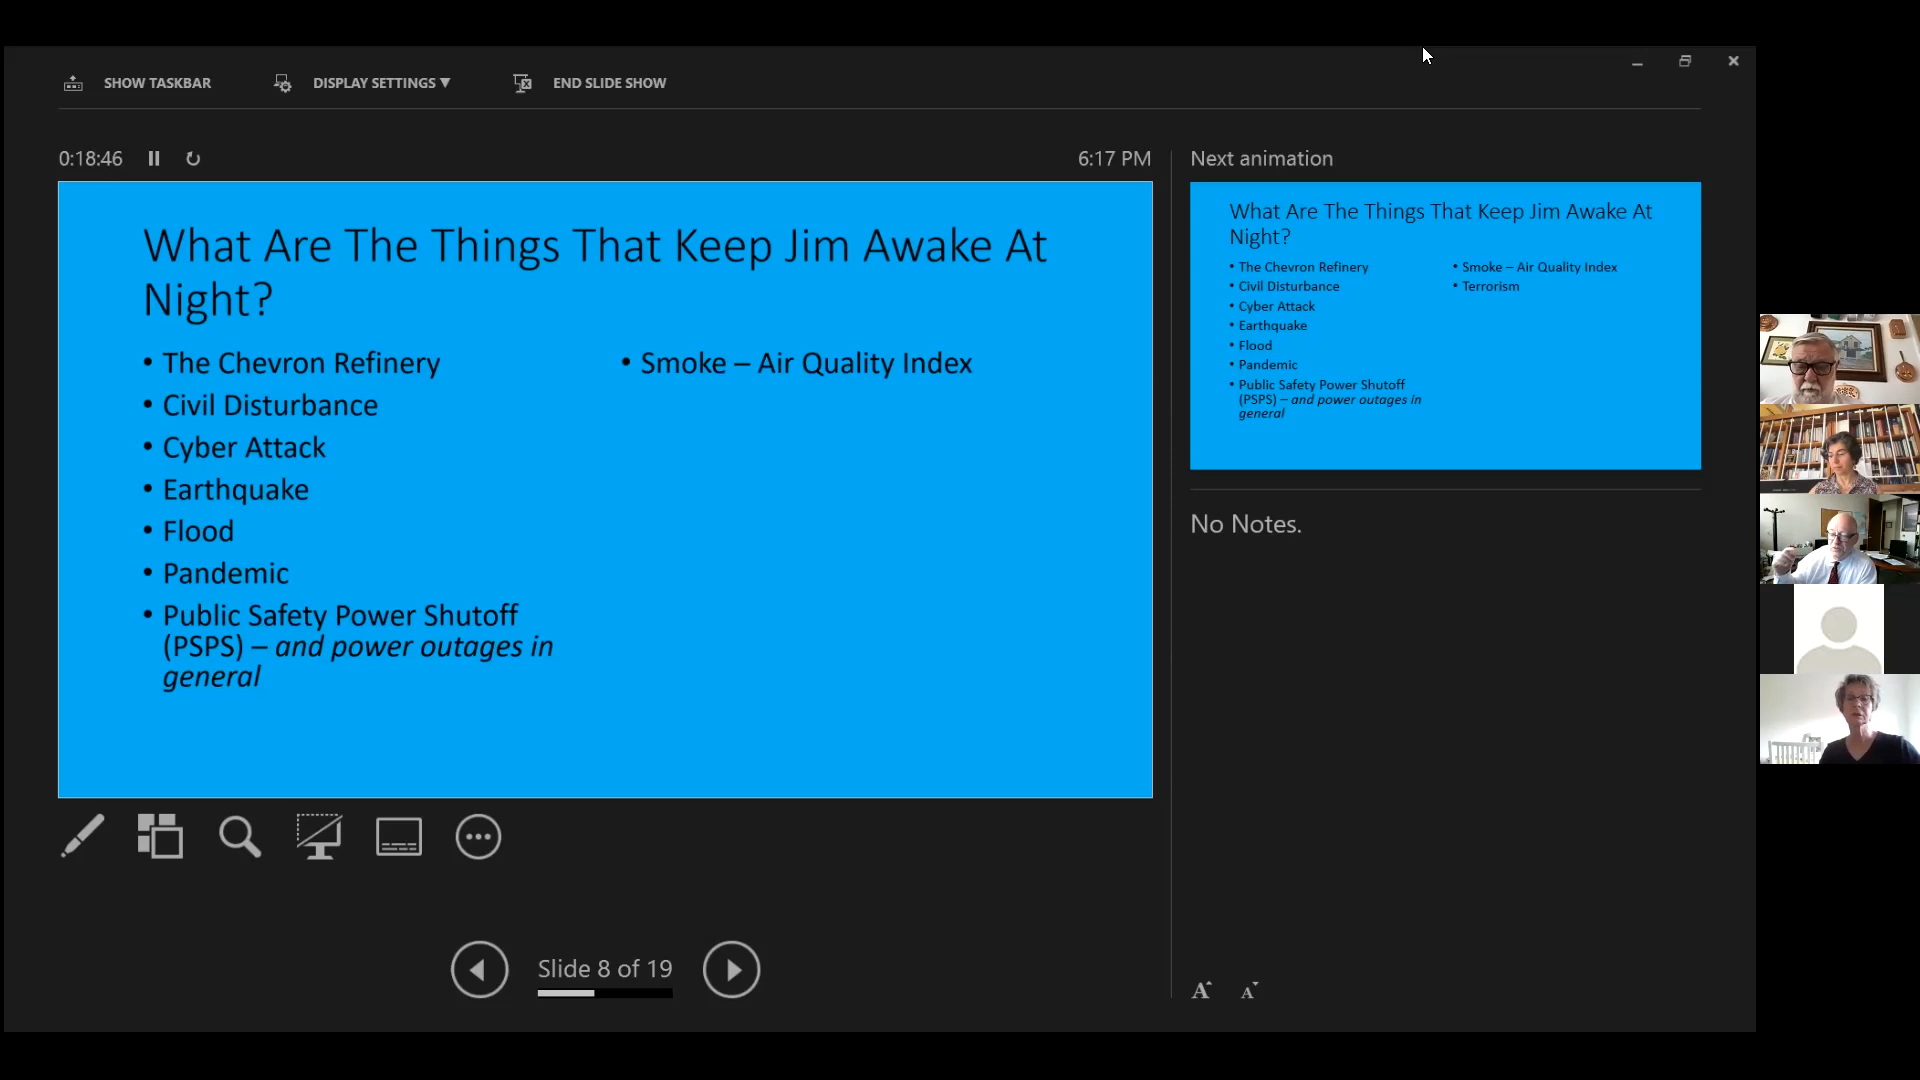 SHOW TASKBAR
DISPLAY SETTINGS ▼
END SLIDE SHOW
0:18:46
6:17 PM
What Are The Things That Keep Jim Awake At
Night?
• The Chevron Refinery
• Civil Disturbance
• Cyber Attack
• Earthquake
• Flood
• Pandemic
• Public Safety Power Shutoff
(PSPS) – and power outages in
general
• Smoke – Air Quality Index
Next animation
What Are The Things That Keep Jim Awake At
Night?
• The Chevron Refinery
• Civil Disturbance
• Cyber Attack
• Earthquake
• Flood
• Pandemic
• Public Safety Power Shutoff
(PSPS) – and power outages in
general
• Smoke – Air Quality Index
• Terrorism
No Notes.
Slide 8 of 19
A
A